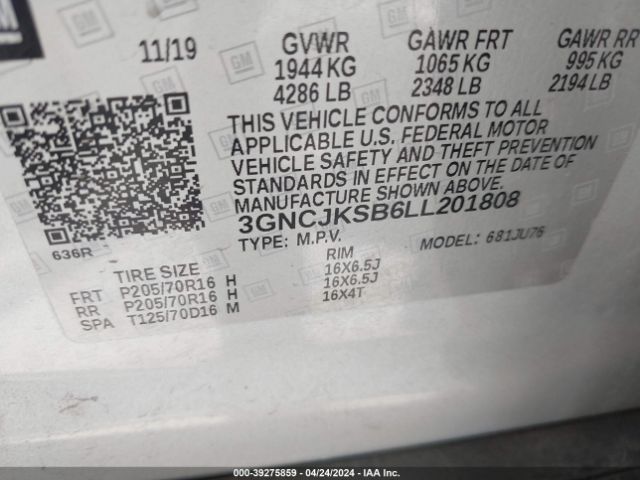 GM
11/19 GVWR GAWR FRT GAWR RR
1944 KG 1065 KG 995 KG
4286 LB 2348 LB 2194 LB
THIS VEHICLE CONFORMS TO ALL
APPLICABLE U.S. FEDERAL MOTOR
VEHICLE SAFETY AND THEFT PREVENTION
STANDARDS IN EFFECT ON THE DATE OF
MANUFACTURE SHOWN ABOVE.
3GNCJKSB6LL201808
636R TYPE: M.P.V. MODEL: 681JU76
TIRE SIZE RIM
FRT P205/70R16 H 16X6.5J
RR P205/70R16 H 16X6.5J
SPA T125/70D16 M 16X4T
000-39275859 - 04/24/2024 - IAA Inc.